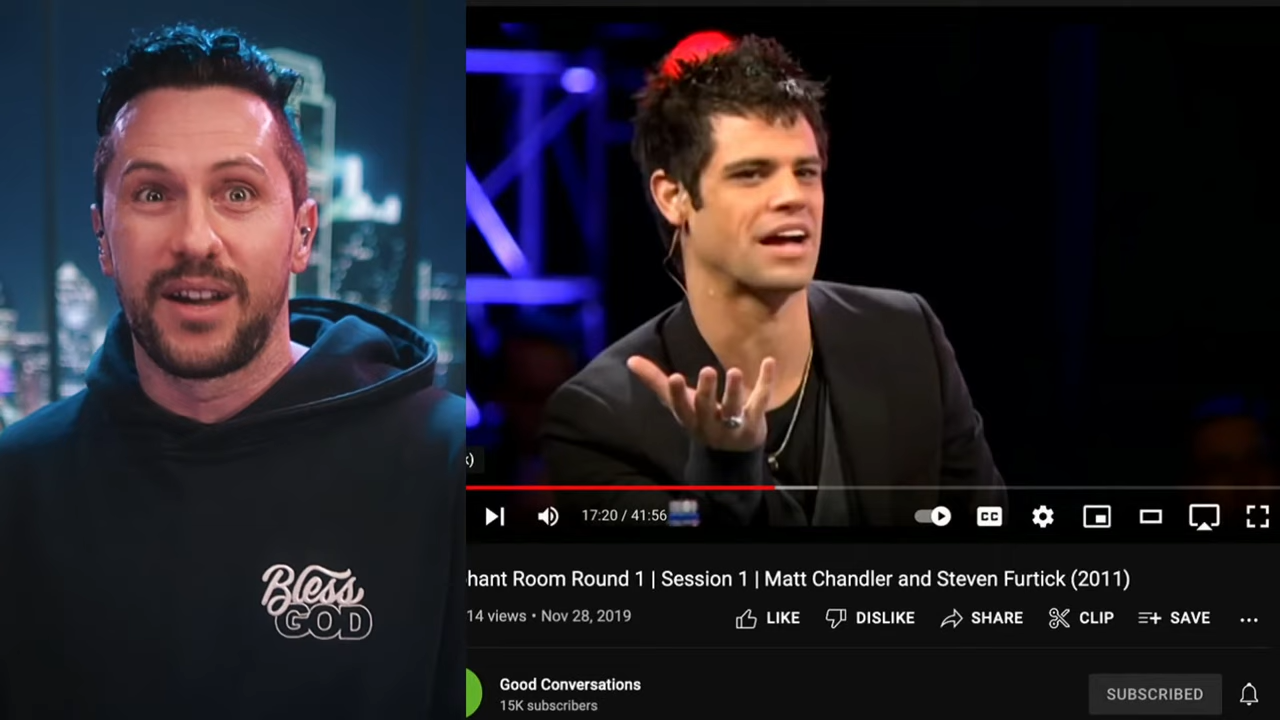 Bless
GOD
k)
17:20 / 41:56
CC
hant Room Round 1 | Session 1 | Matt Chandler and Steven Furtick (2011)
14 views • Nov 28, 2019
LIKE
DISLIKE
SHARE
CLIP
SAVE
Good Conversations
15K subscribers
SUBSCRIBED